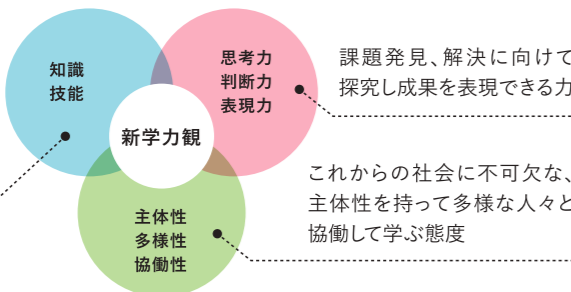 知識
技能
思考力
判断力
表現力
新学力観
主体性
多様性
協働性
課題発見、解決に向けて
探究し成果を表現できる力
これからの社会に不可欠な、
主体性を持って多様な人々と
協働して学ぶ態度